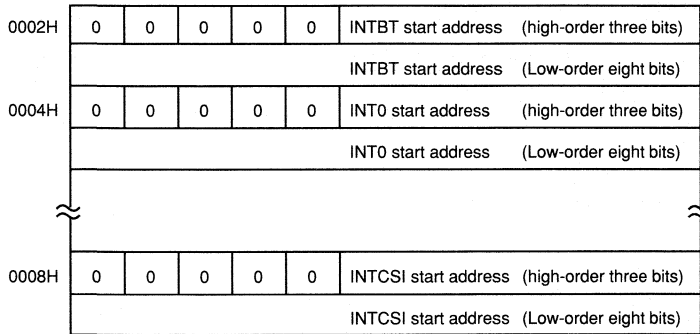 0002H 0 0 0 0 0 INTBT start address (high-order three bits)
INTBT start address (Low-order eight bits)
0004H 0 0 0 0 0 INT0 start address (high-order three bits)
INT0 start address (Low-order eight bits)
0008H 0 0 0 0 0 INTCSI start address (high-order three bits)
INTCSI start address (Low-order eight bits)